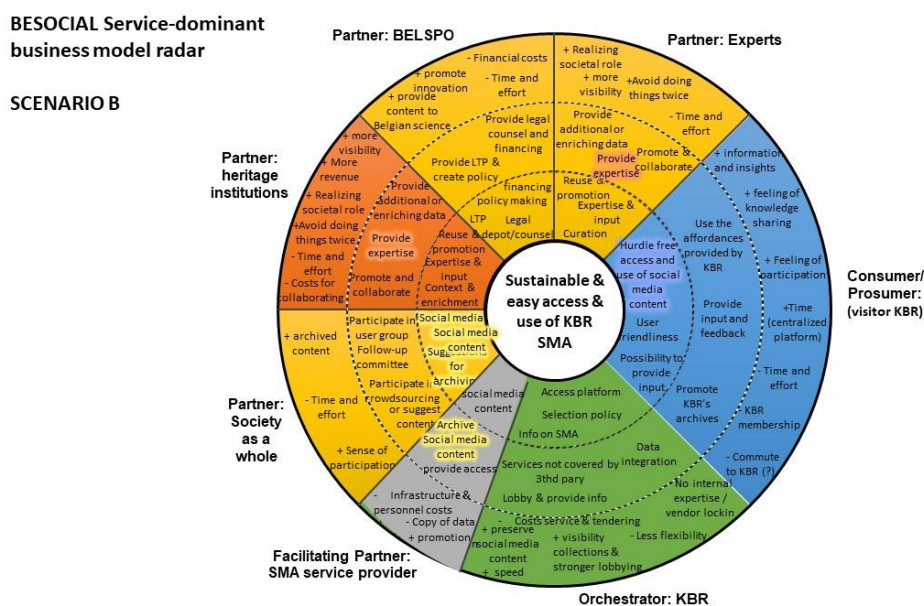 BESOCIAL Service-dominant
business model radar
SCENARIO B
Partner: BELSPO
- Financial costs
+ promote
innovation
- Time and
effort
+ provide
content to
Belgian science
Provide legal
counsel and
financing
Provide LTP &
create policy
financing
policy making
LTP
Legal
depot/counsel
Partner: Experts
+ Realizing
societal role
+ more
visibility
+Avoid doing
things twice
- Time and
effort
Provide
additional or
enriching data
Provide
expertise
Promote &
collaborate
Reuse &
promotion
Expertise &
input
Curation
Consumer/
Prosumer:
(visitor KBR)
+ information
and insights
+ feeling of
knowledge
sharing
+ Feeling of
participation
+Time
(centralized
platform)
- Time and
effort
- KBR
membership
- Commute
to KBR (?)
Use the
affordances
provided by
KBR
Provide
input and
feedback
Promote
KBR's
archives
Hurdle free
access and
use of social
media
content
User
friendliness
Possibility to
provide
input
Orchestrator: KBR
Access platform
Selection policy
Info on SMA
Data
integration
Services not covered by
3thd pary
Lobby & provide info
- Costs service & tendering
+ preserve
social media
content
+ speed
+ visibility
collections &
stronger lobbying
No internal
expertise /
vendor lockin
- Less flexibility
Facilitating Partner:
SMA service provider
social media
content
Archive
Social media
content
provide access
- Infrastructure &
personnel costs
- Copy of data
+ promotion
Partner:
Society
as a
whole
+ archived
content
- Time and
effort
+ Sense of
participation
Participate in
user group
Follow-up
committee
Participate in
crowdsourcing
or suggest
content
Social media
Social media
content
Suggestions
for
archiving
Partner:
heritage
institutions
+ more
visibility
+ More
revenue
+ Realizing
societal role
+Avoid doing
things twice
- Time and
effort
- Costs for
collaborating
Provide
additional or
enriching data
Provide
expertise
Promote and
collaborate
Reuse &
promotion
Expertise &
input
Context &
enrichment
Sustainable &
easy access &
use of KBR
SMA